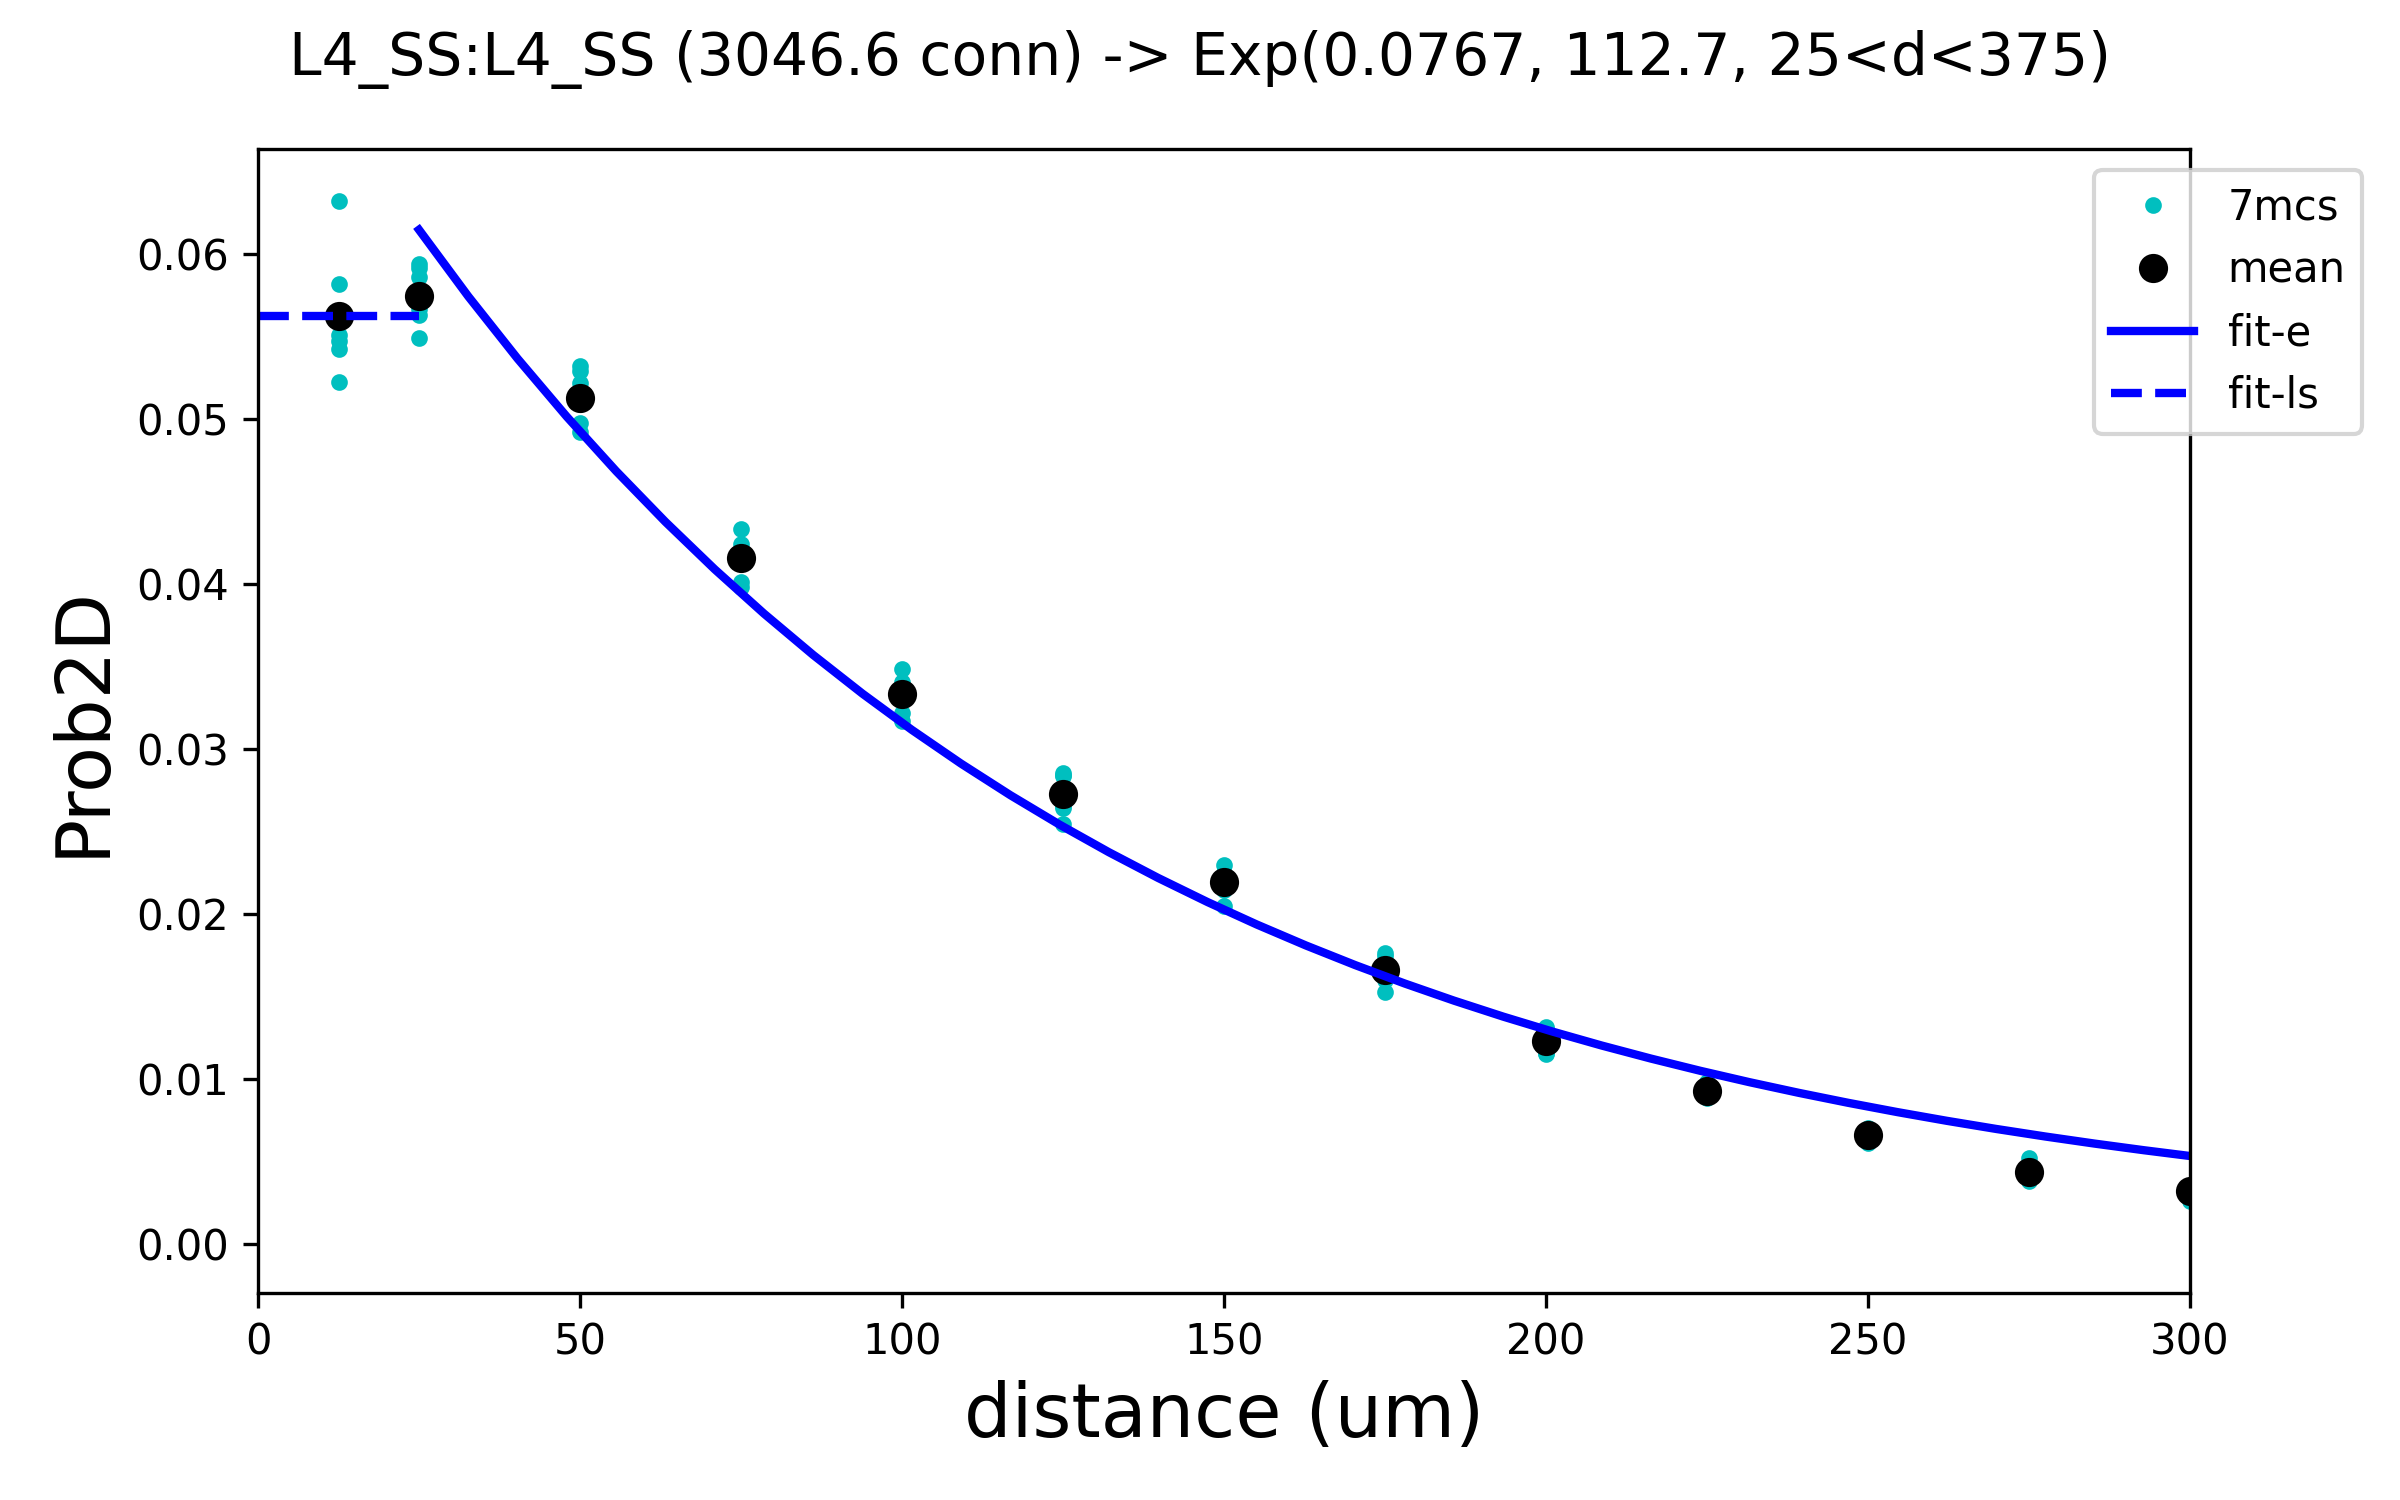 L4_SS:L4_SS (3046.6 conn) -> Exp(0.0767, 112.7, 25<d<375)
7mcs
mean
fit-e
fit-ls
Prob2D
0.06
0.05
0.04
0.03
0.02
0.01
0.00
0 50 100 150 200 250 300
distance (um)